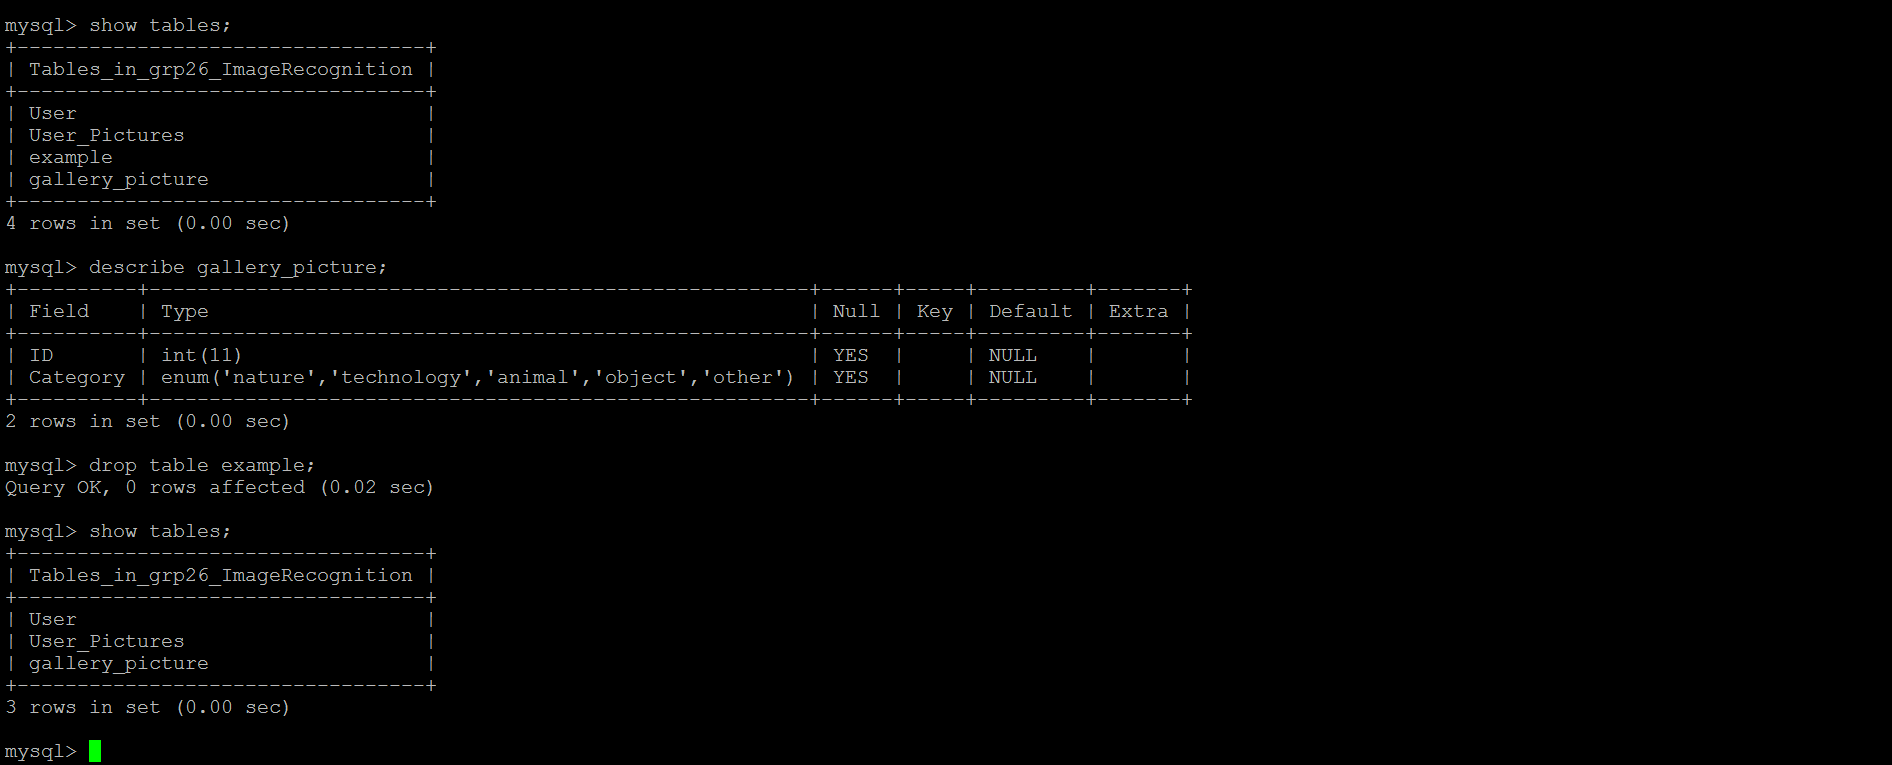 mysql> show tables;
+----------------------------------+
| Tables_in_grp26_ImageRecognition |
+----------------------------------+
| User                             |
| User_Pictures                    |
| example                          |
| gallery_picture                  |
+----------------------------------+
4 rows in set (0.00 sec)
mysql> describe gallery_picture;
+----------+-------------------------------------------------------+------+-----+---------+-------+
| Field    | Type                                                  | Null | Key | Default | Extra |
+----------+-------------------------------------------------------+------+-----+---------+-------+
| ID       | int(11)                                               | YES  |     | NULL    |       |
| Category | enum('nature','technology','animal','object','other') | YES  |     | NULL    |       |
+----------+-------------------------------------------------------+------+-----+---------+-------+
2 rows in set (0.00 sec)
mysql> drop table example;
Query OK, 0 rows affected (0.02 sec)
mysql> show tables;
+----------------------------------+
| Tables_in_grp26_ImageRecognition |
+----------------------------------+
| User                             |
| User_Pictures                    |
| gallery_picture                  |
+----------------------------------+
3 rows in set (0.00 sec)
mysql>